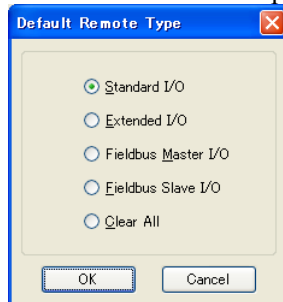 Default Remote Type
Standard I/O
Extended I/O
Fieldbus Master I/O
Fieldbus Slave I/O
Clear All
OK
Cancel